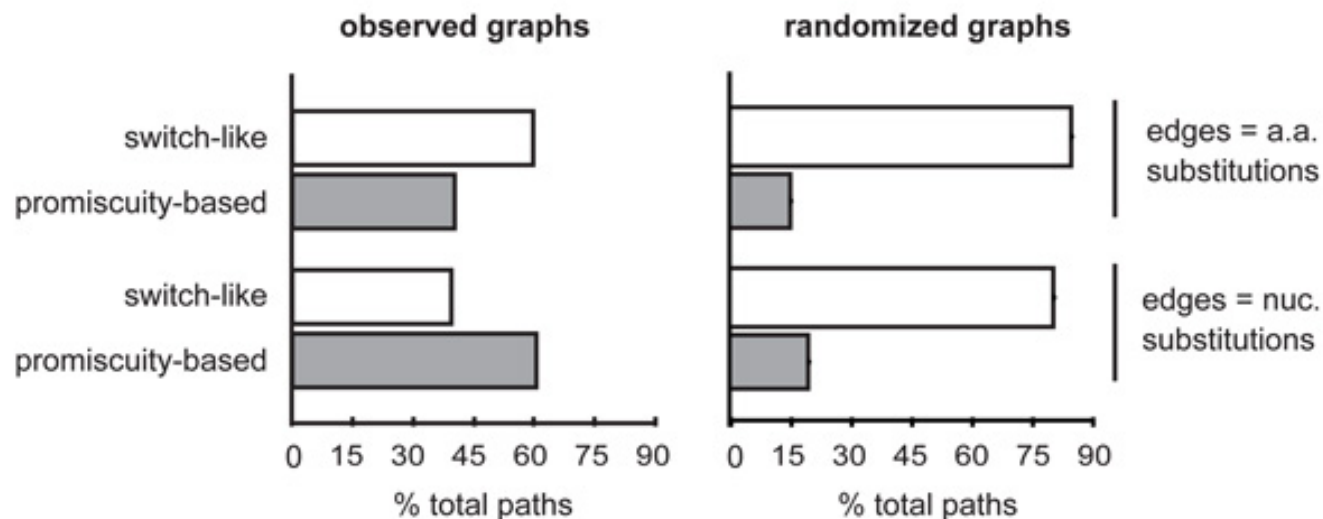 observed graphs
randomized graphs
switch-like
promiscuity-based
switch-like
promiscuity-based
edges = a.a.
substitutions
edges = nuc.
substitutions
0 15 30 45 60 75 90
0 15 30 45 60 75 90
% total paths
% total paths